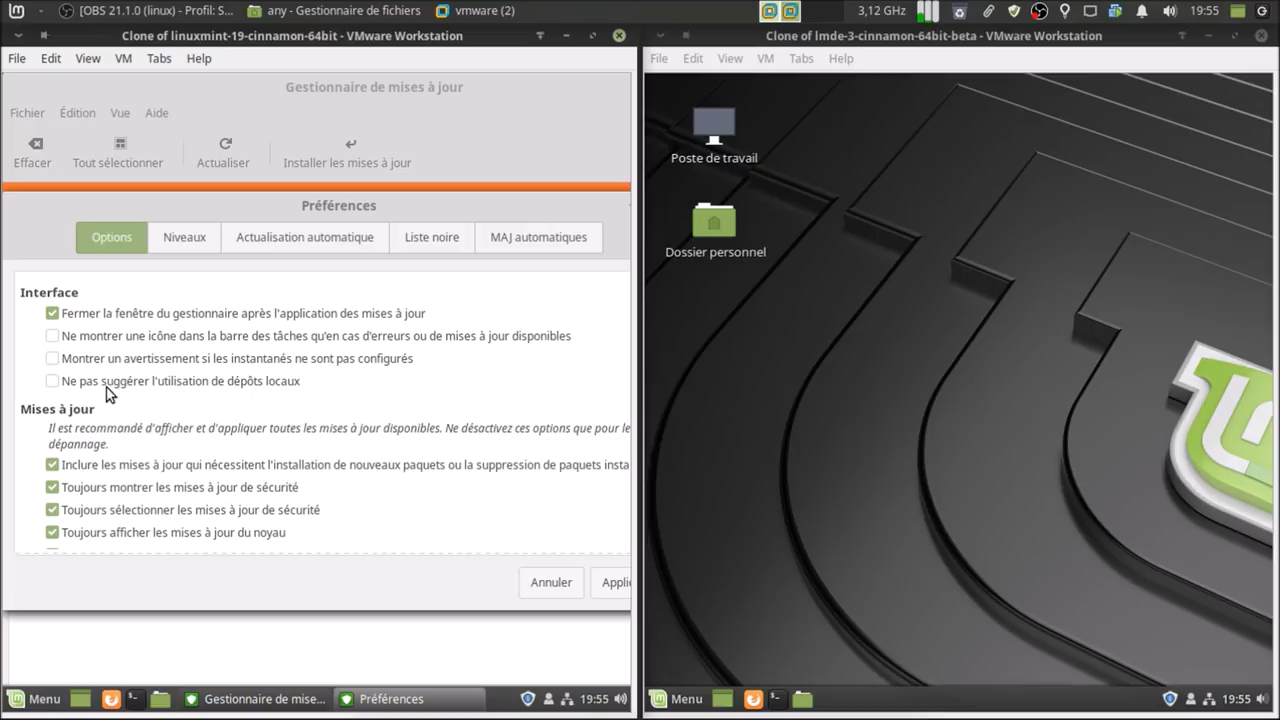 [OBS 21.1.0 (linux) - Profil: S...
any - Gestionnaire de fichiers
vmware (2)
3,12 GHz
19:55
Clone of linuxmint-19-cinnamon-64bit - VMware Workstation
File Edit View VM Tabs Help
Gestionnaire de mises à jour
Fichier Édition Vue Aide
Effacer
Tout sélectionner
Actualiser
Installer les mises à jour
Préférences
Options
Niveaux
Actualisation automatique
Liste noire
MAJ automatiques
Interface
Fermer la fenêtre du gestionnaire après l'application des mises à jour
Ne montrer une icône dans la barre des tâches qu'en cas d'erreurs ou de mises à jour disponibles
Montrer un avertissement si les instantanés ne sont pas configurés
Ne pas suggérer l'utilisation de dépôts locaux
Mises à jour
Il est recommandé d'afficher et d'appliquer toutes les mises à jour disponibles. Ne désactivez ces options que pour le
dépannage.
Inclure les mises à jour qui nécessitent l'installation de nouveaux paquets ou la suppression de paquets insta
Toujours montrer les mises à jour de sécurité
Toujours sélectionner les mises à jour de sécurité
Toujours afficher les mises à jour du noyau
Annuler
Appli
Menu
Gestionnaire de mise...
Préférences
19:55
Clone of lmde-3-cinnamon-64bit-beta - VMware Workstation
File Edit View VM Tabs Help
Poste de travail
Dossier personnel
Menu
19:55